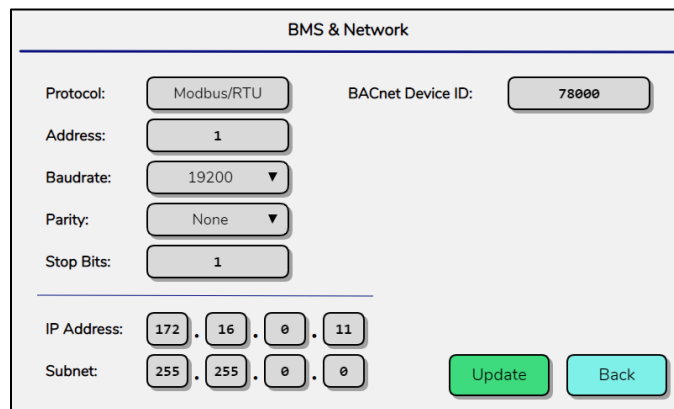 BMS & Network
Protocol: Modbus/RTU BACnet Device ID: 78000
Address: 1
Baudrate: 19200 ▼
Parity: None ▼
Stop Bits: 1
IP Address: 172 . 16 . 0 . 11
Subnet: 255 . 255 . 0 . 0
Update Back